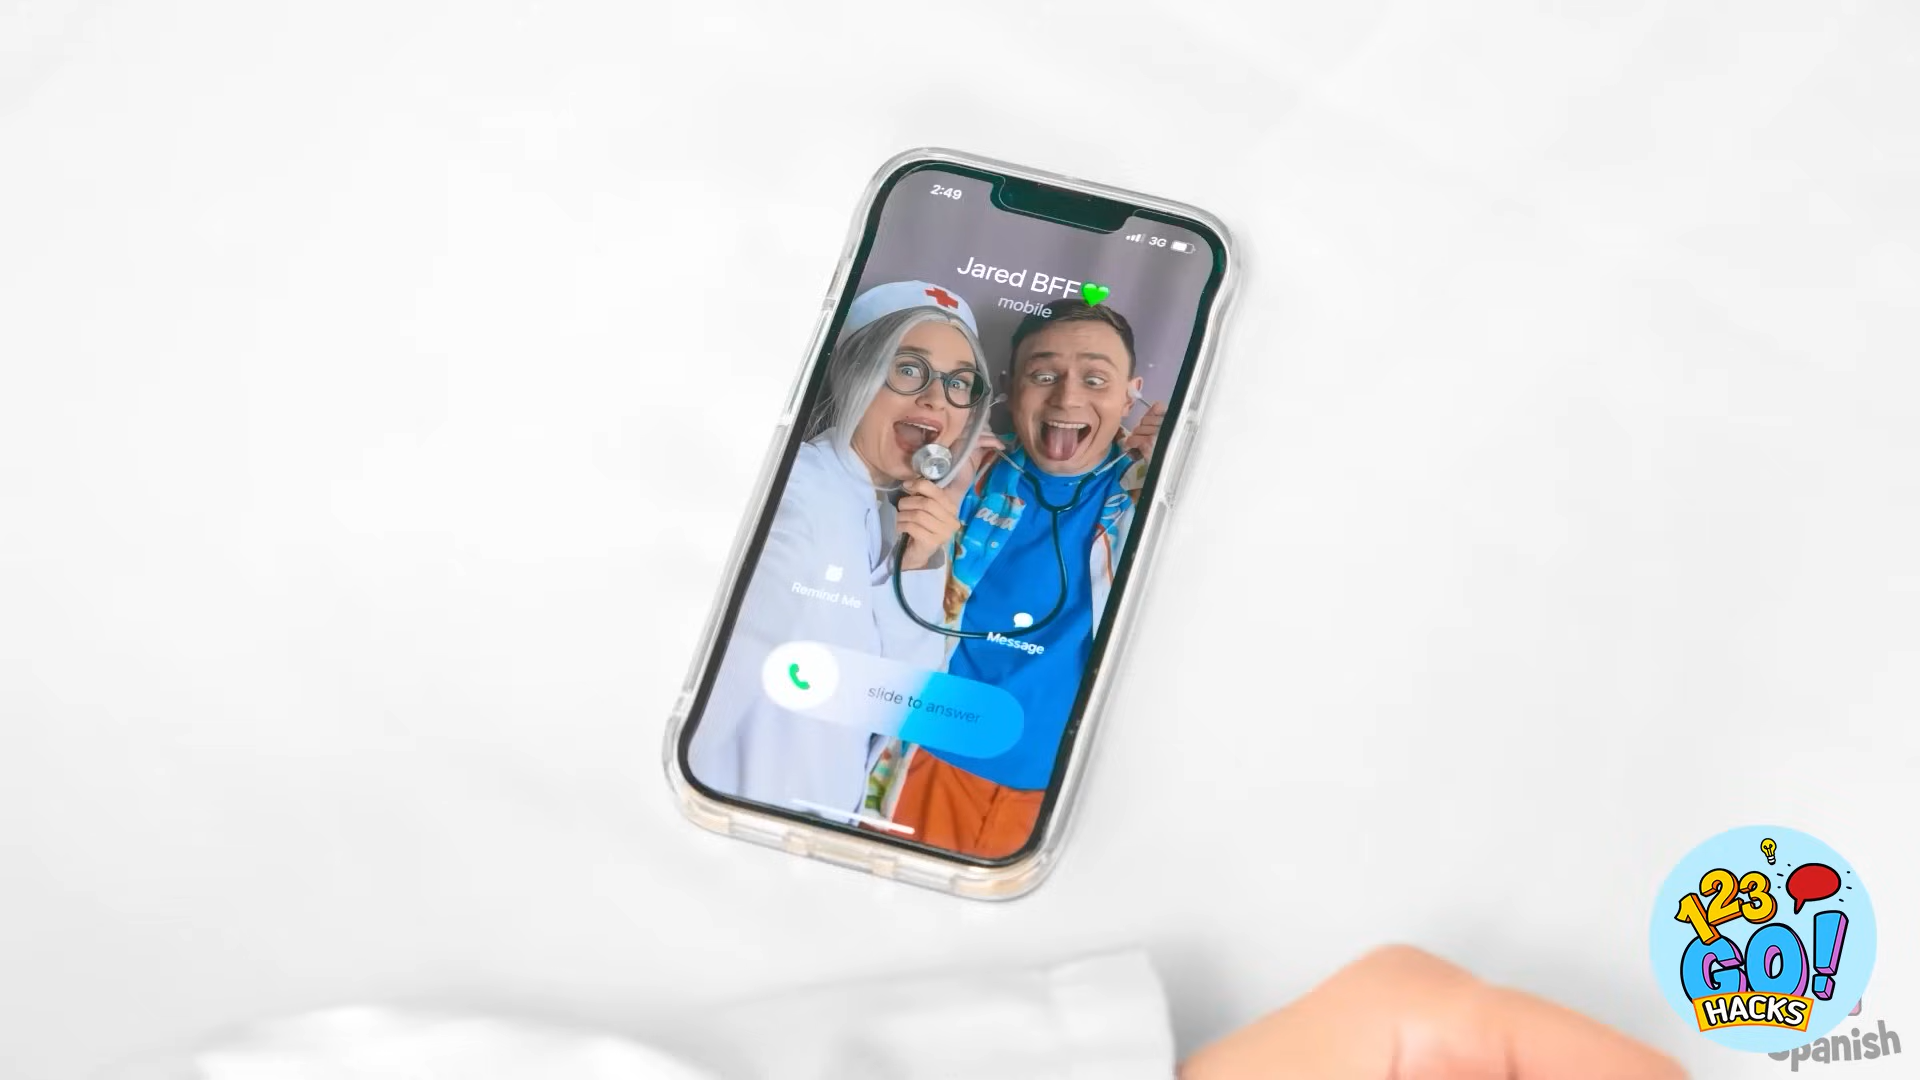 2:49
3G
Jared BFF💚
mobile
Remind Me
Message
slide to answer
123
GO!
HACKS
Spanish